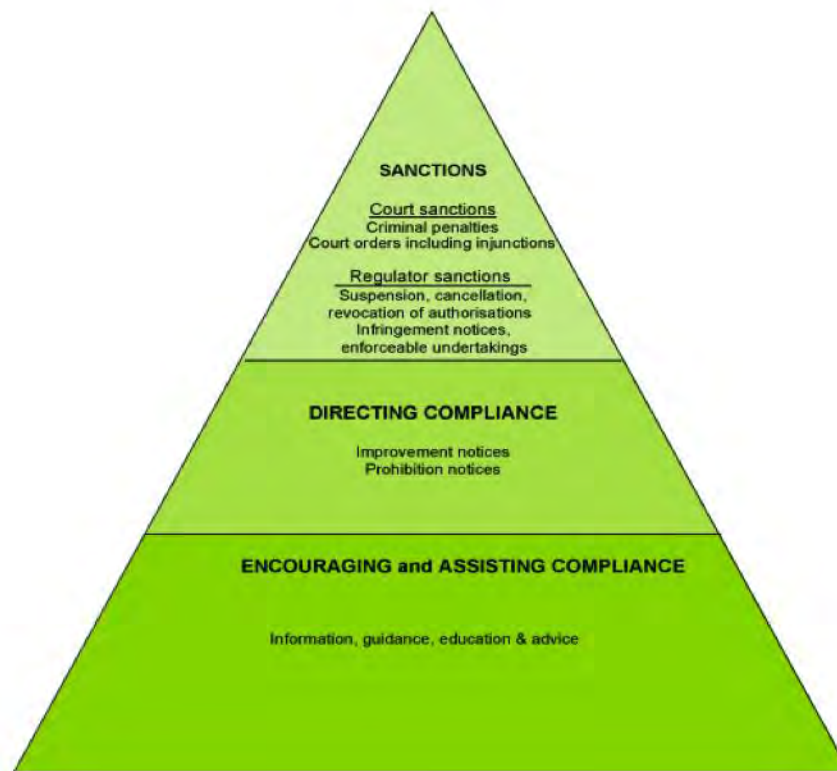 SANCTIONS
Court sanctions
Criminal penalties
Court orders including injunctions
Regulator sanctions
Suspension, cancellation,
revocation of authorisations
Infringement notices,
enforceable undertakings
DIRECTING COMPLIANCE
Improvement notices
Prohibition notices
ENCOURAGING and ASSISTING COMPLIANCE
Information, guidance, education & advice